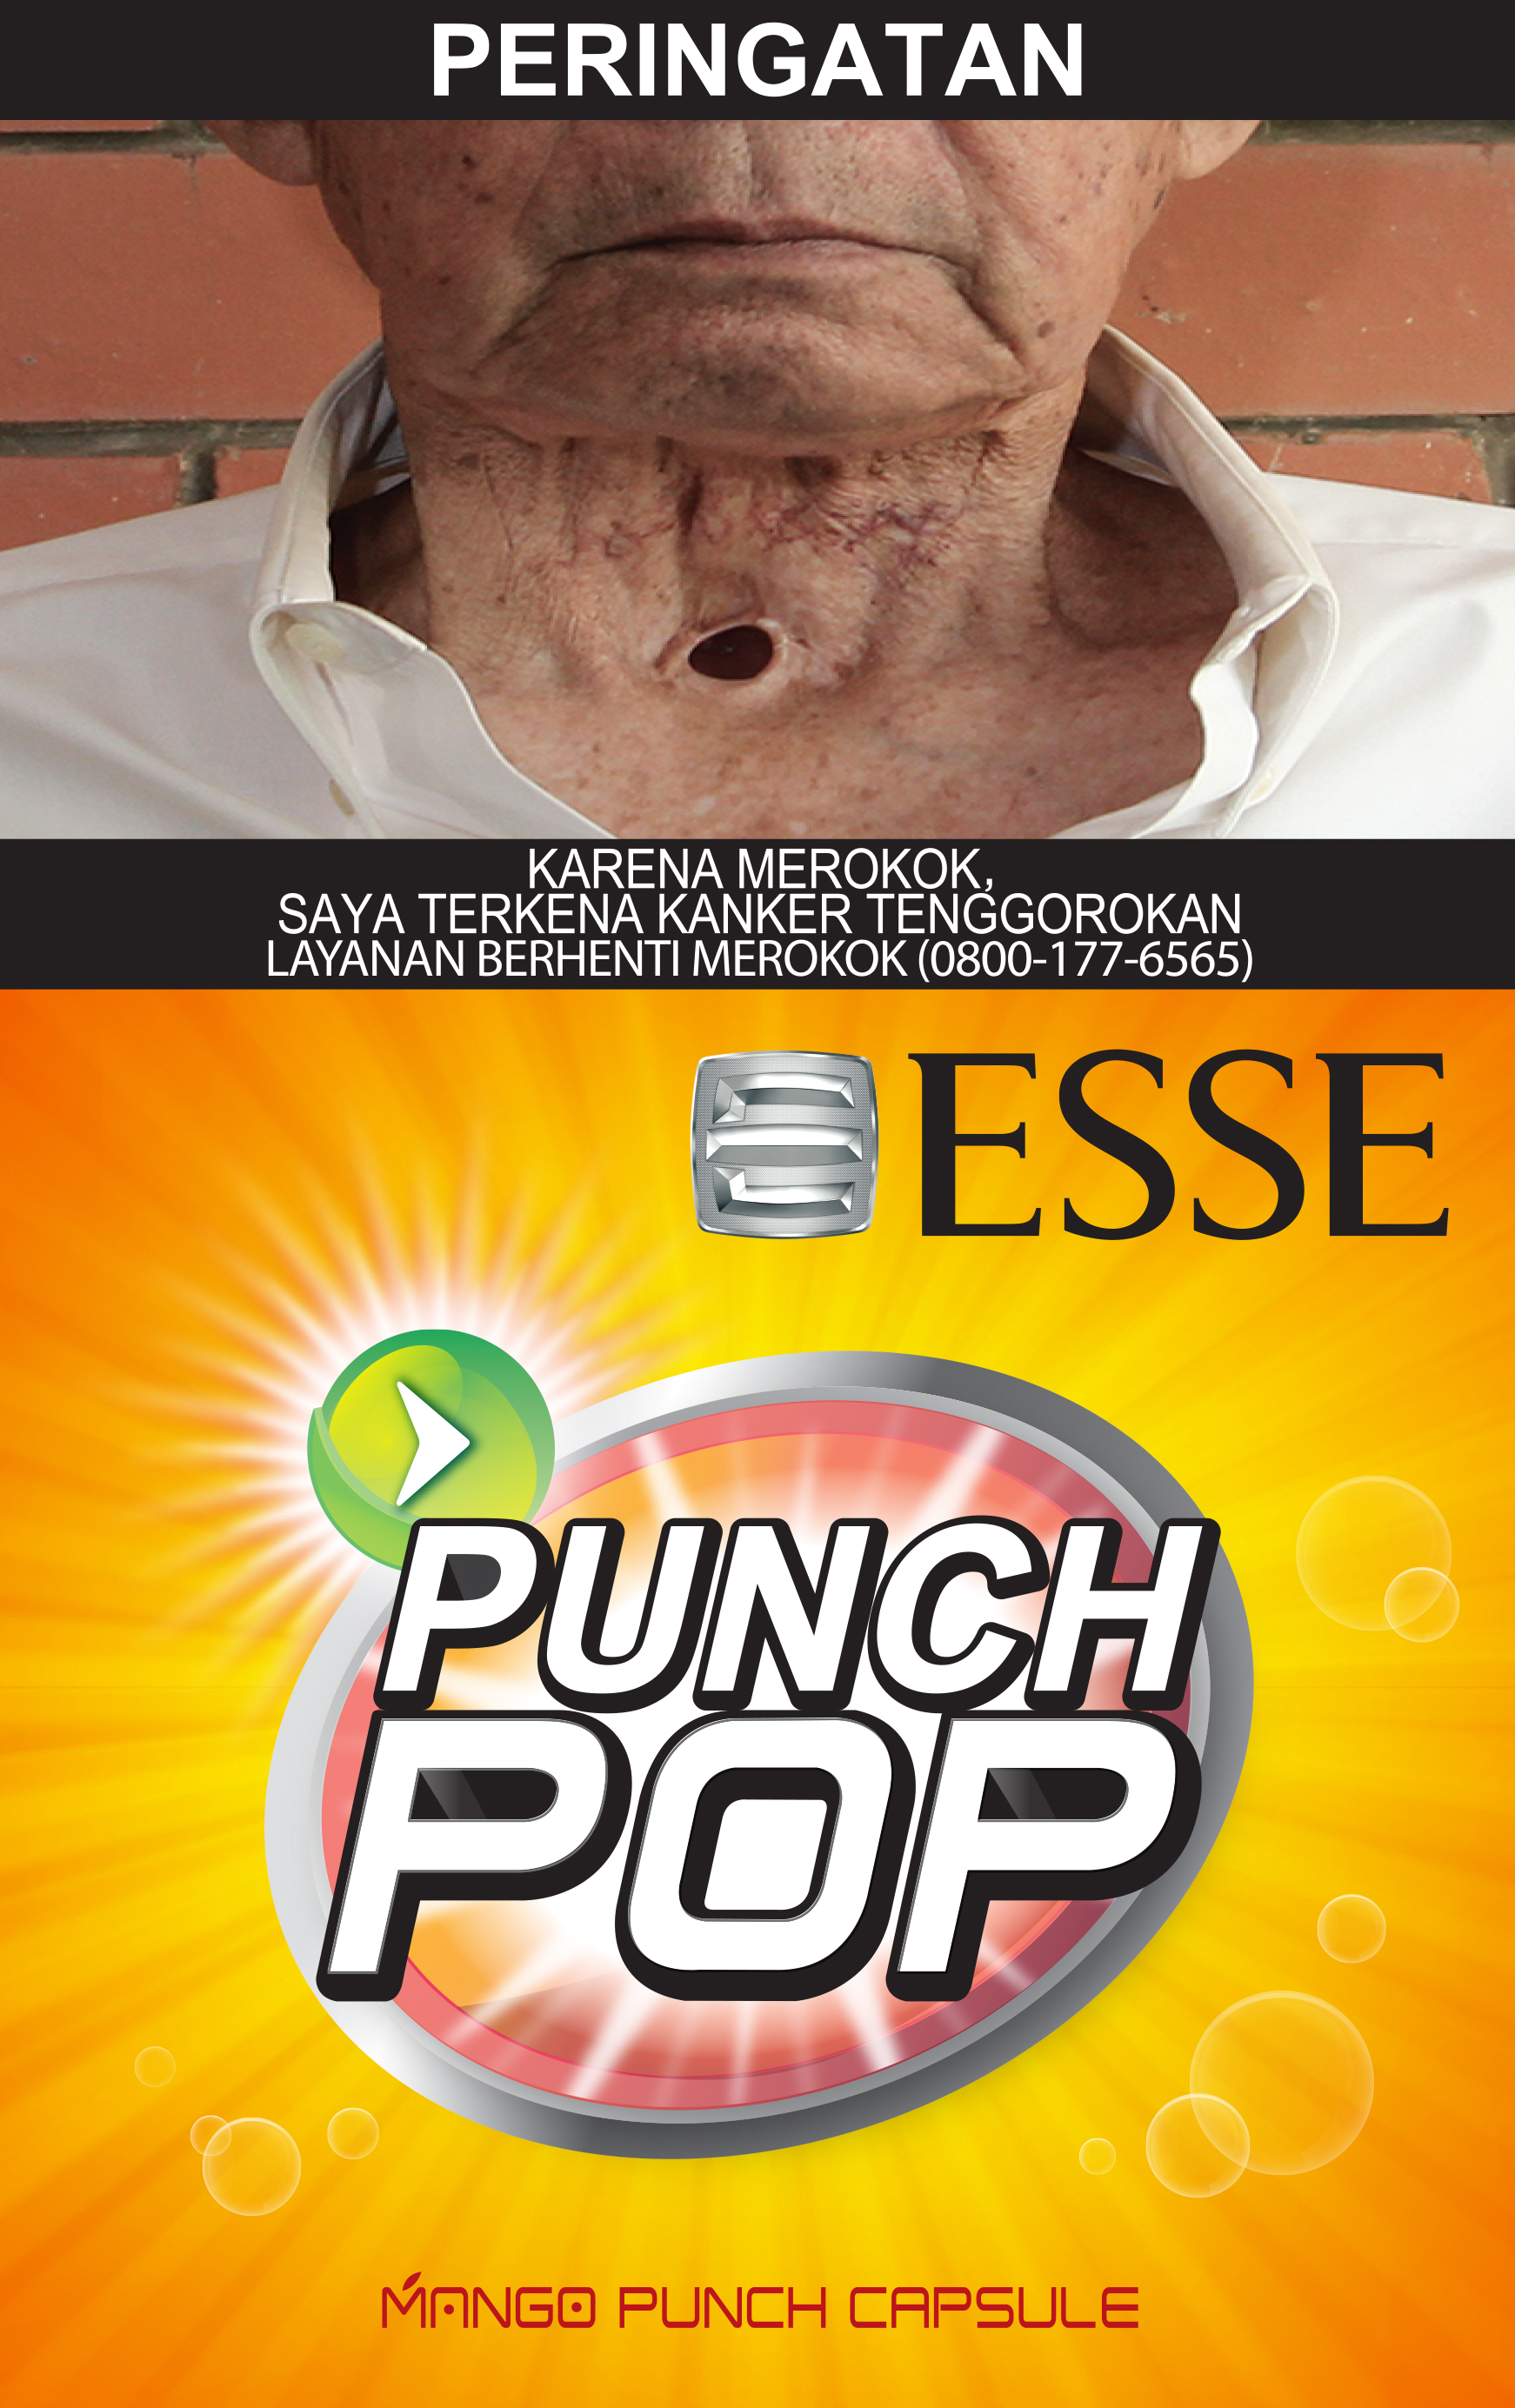 PERINGATAN
KARENA MEROKOK,
SAYA TERKENA KANKER TENGGOROKAN
LAYANAN BERHENTI MEROKOK (0800-177-6565)
ESSE
PUNCH
POP
MANGO PUNCH CAPSULE